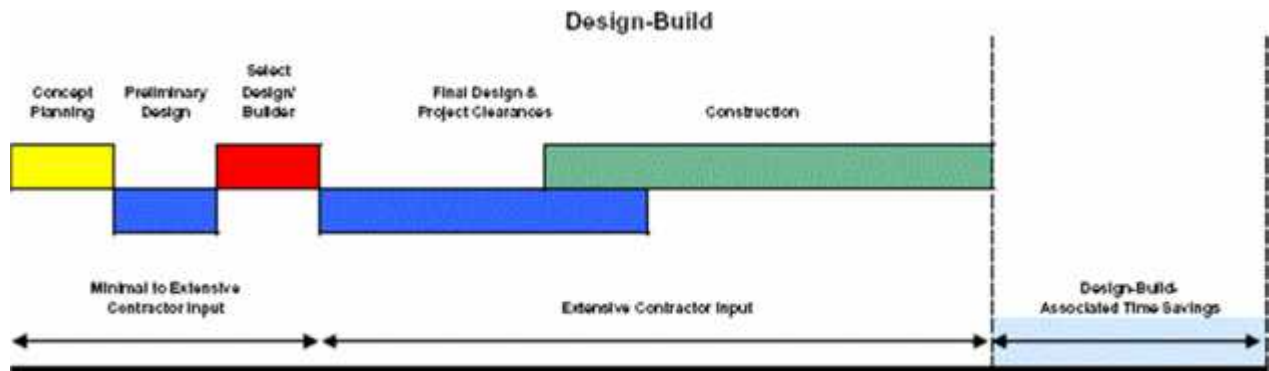 Design-Build
Concept
Planning
Preliminary
Design
Select
Design/
Builder
Final Design &
Project Clearances
Construction
Minimal to Extensive
Contractor Input
Extensive Contractor Input
Design-Build-
Associated Time Savings